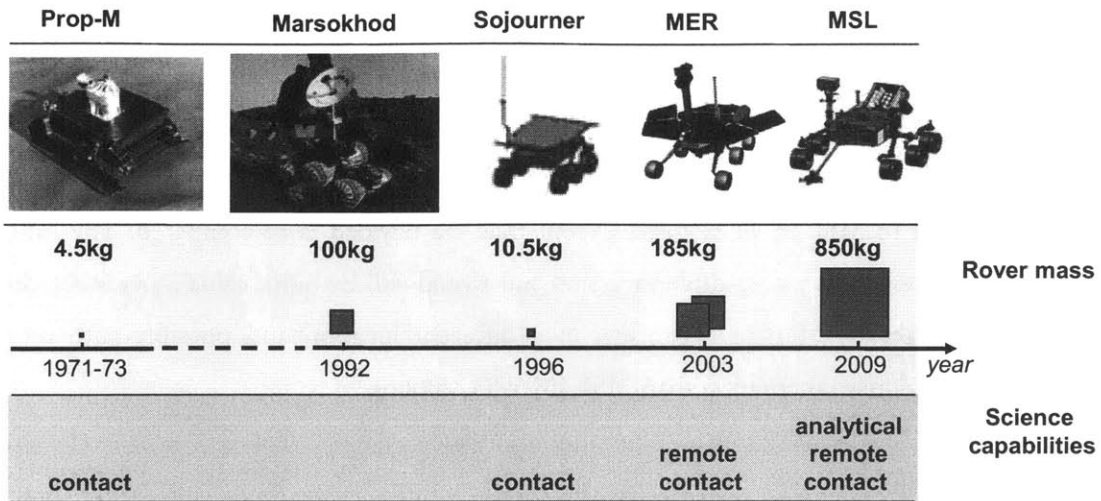 Prop-M Marsokhod Sojourner MER MSL
4.5kg 100kg 10.5kg 185kg 850kg
Rover mass
1971-73 1992 1996 2003 2009 year
analytical
remote remote
contact contact contact contact
Science
capabilities